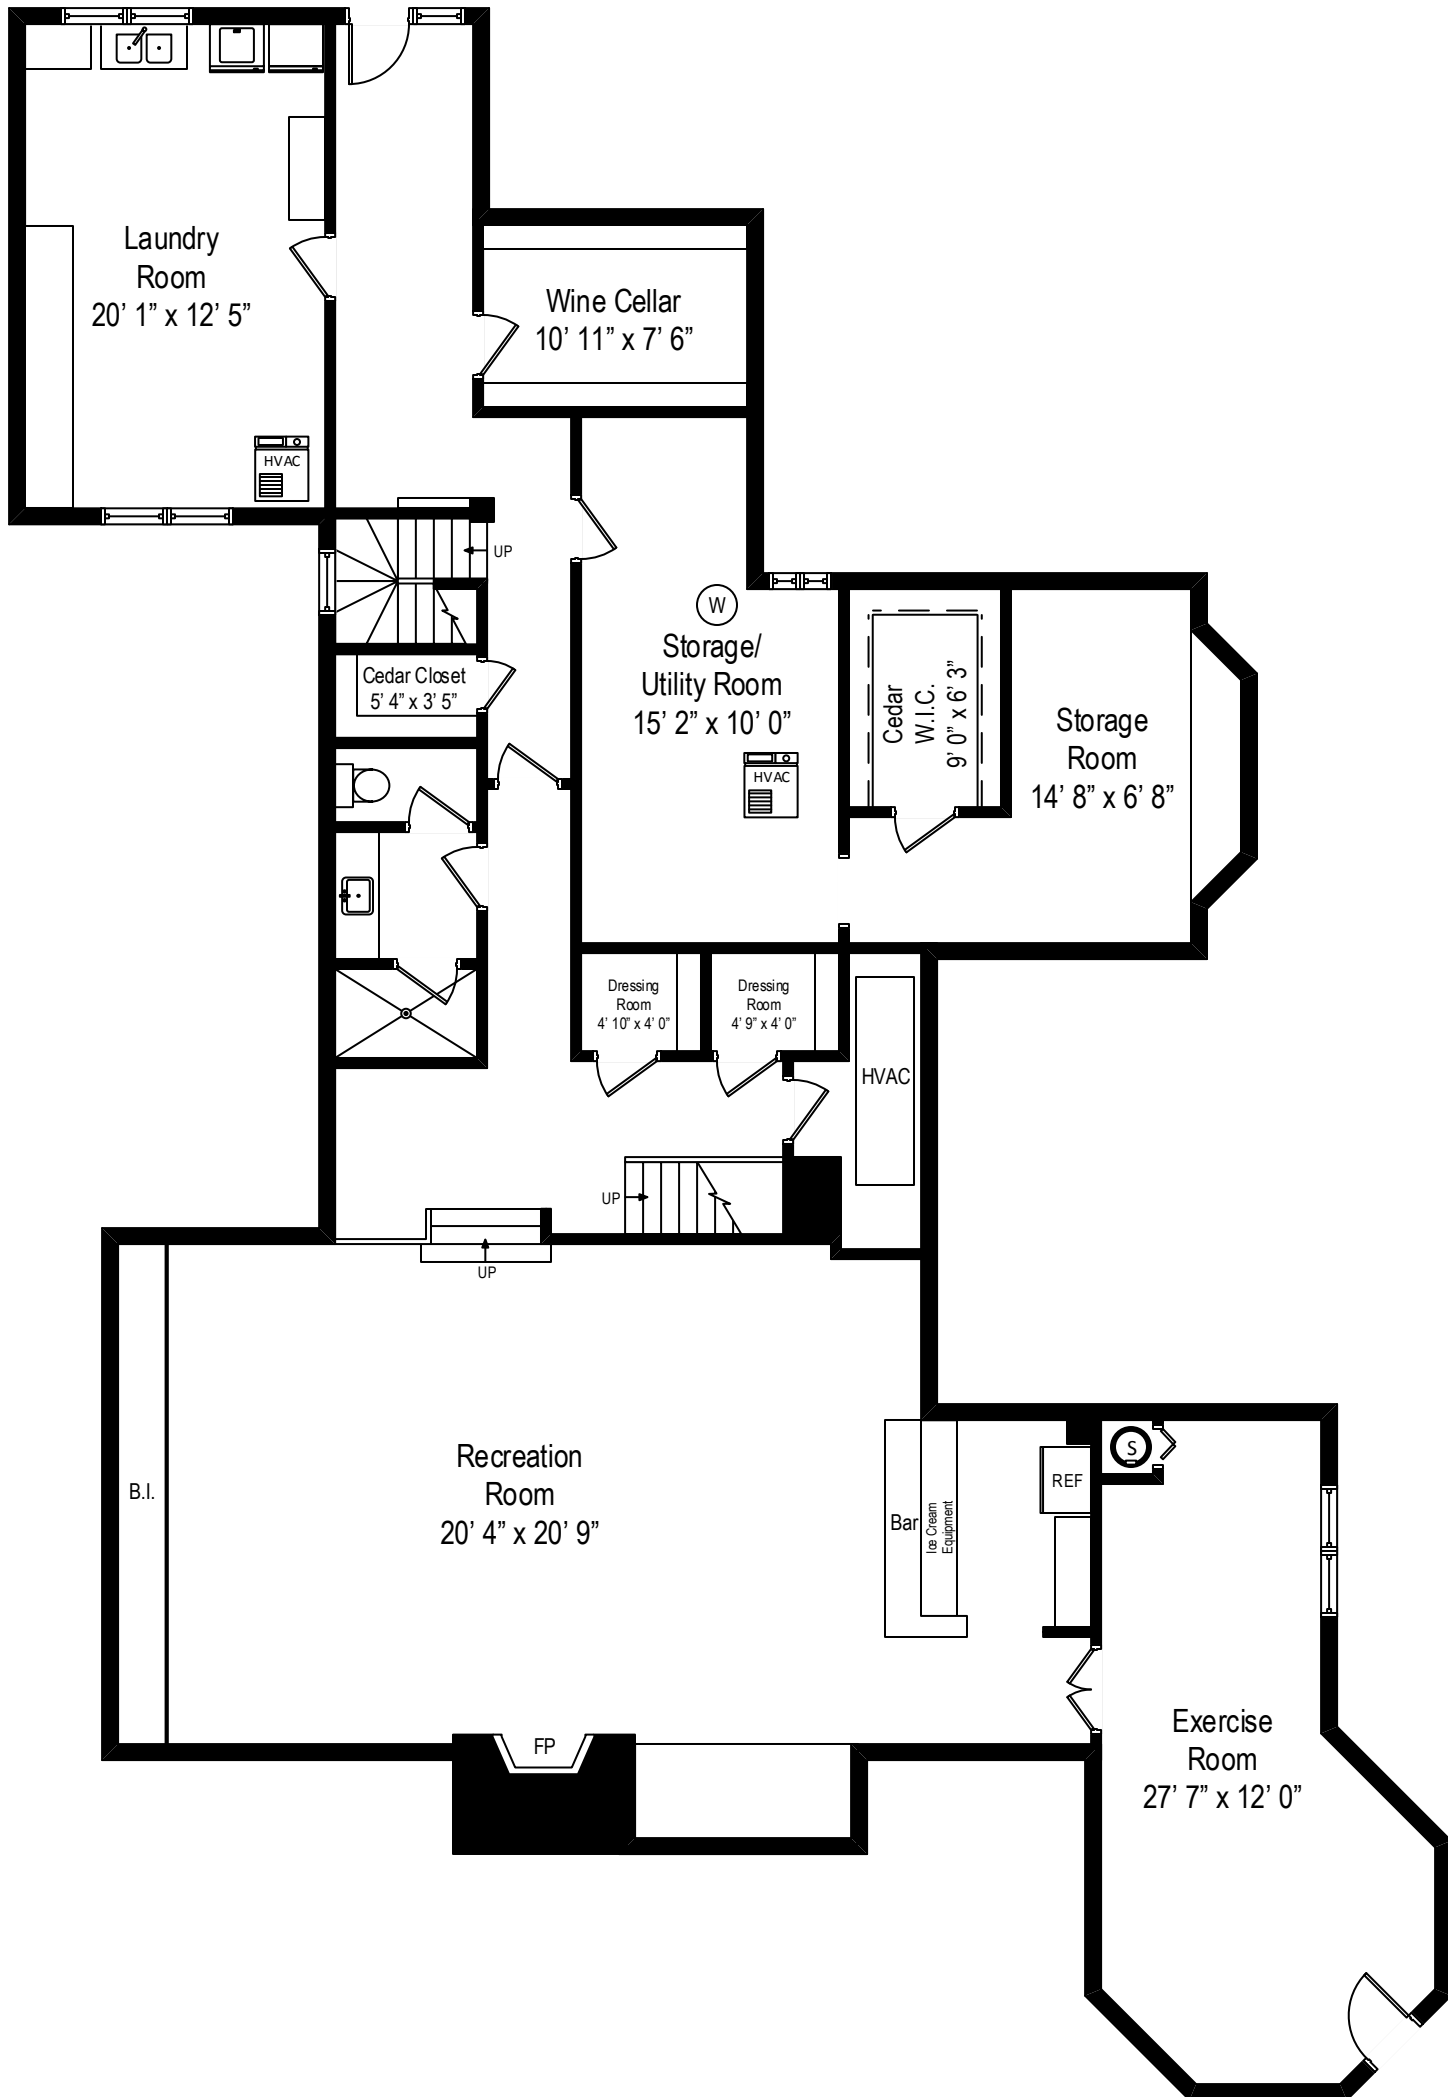 Laundry
Room
20’ 1” x 12’ 5”
Wine Cellar
10’ 11” x 7’ 6”
HVAC
UP
W
Storage/
Utility Room
15’ 2” x 10’ 0”
Cedar Closet
5’ 4” x 3’ 5”
Cedar
W.I.C.
9’ 0” x 6’ 3”
Storage
Room
14’ 8” x 6’ 8”
HVAC
Dressing
Room
4’ 10” x 4’ 0”
Dressing
Room
4’ 9” x 4’ 0”
HVAC
UP
UP
Recreation
Room
20’ 4” x 20’ 9”
B.I.
Bar
Ice Cream
Equipment
REF
S
Exercise
Room
27’ 7” x 12’ 0”
FP